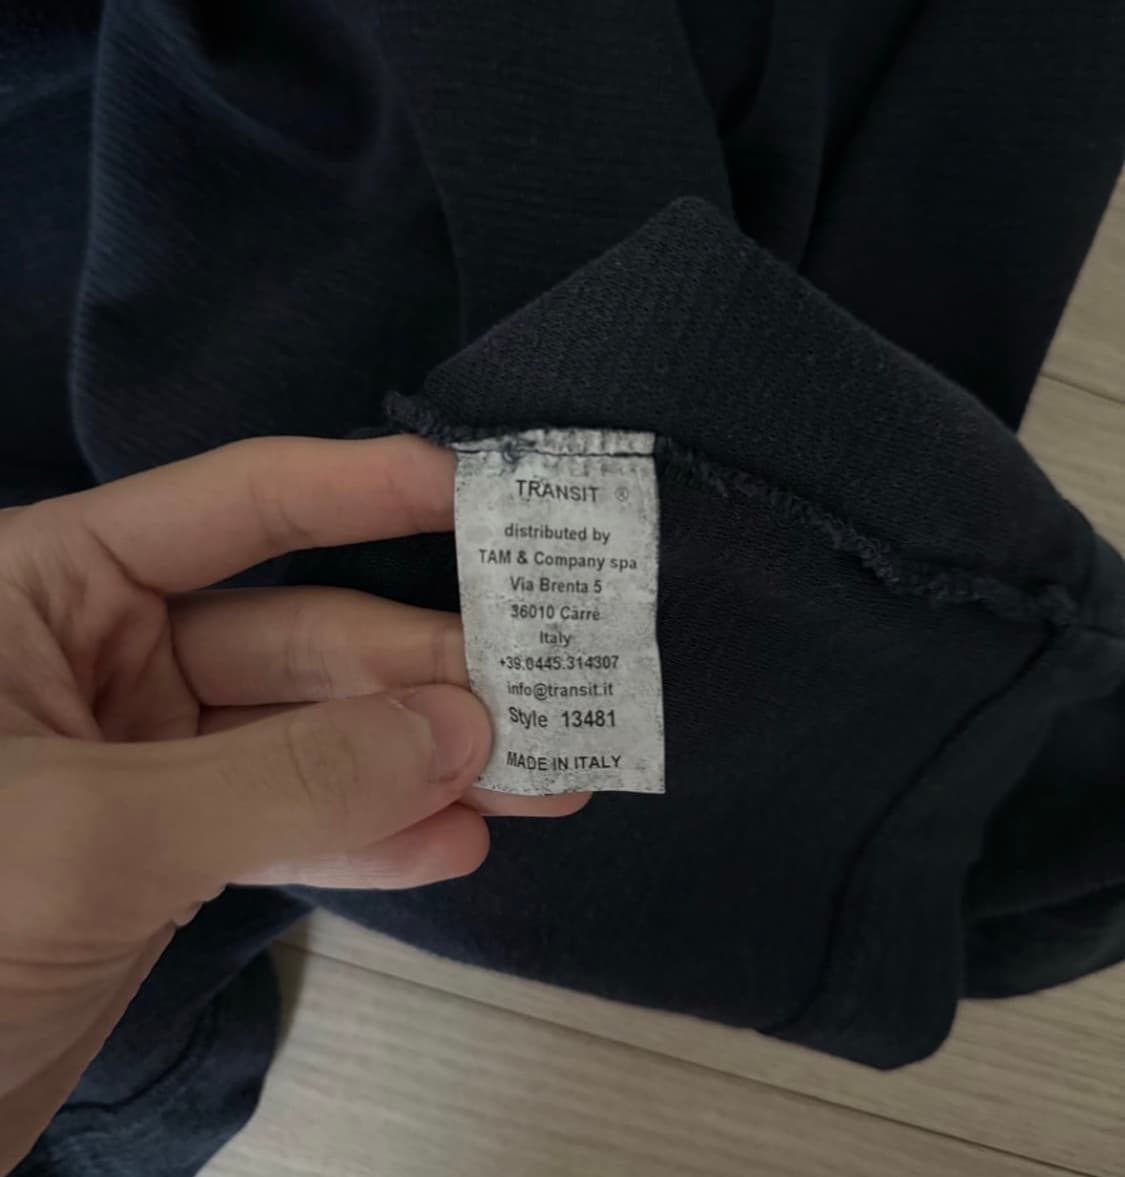 TRANSIT ®
distributed by
TAM & Company spa
Via Brenta 5
36010 Carrè
Italy
+39.0445.314307
info@transit.it
Style 13481
MADE IN ITALY